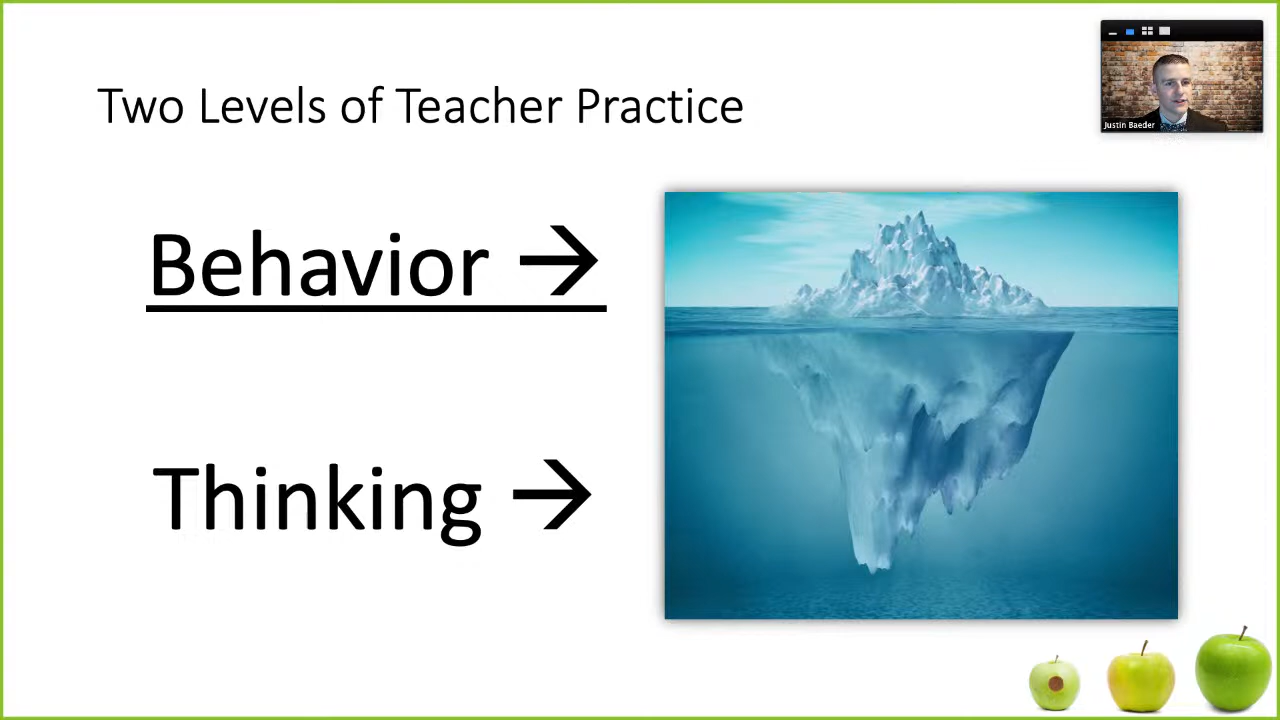 Two Levels of Teacher Practice
Justin Baeder
Behavior →
Thinking →